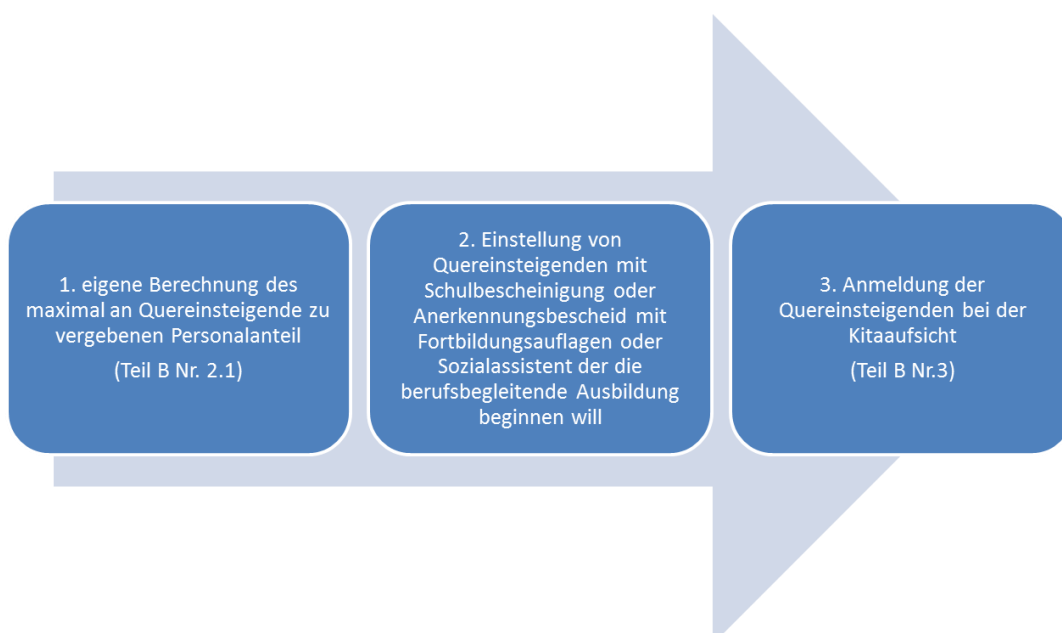 1. eigene Berechnung des
maximal an Quereinsteigende zu
vergebenen Personalanteil
(Teil B Nr. 2.1)
2. Einstellung von
Quereinsteigenden mit
Schulbescheinigung oder
Anerkennungsbescheid mit
Fortbildungsauflagen oder
Sozialassistent der die
berufsbegleitende Ausbildung
beginnen will
3. Anmeldung der
Quereinsteigenden bei der
Kitaaufsicht
(Teil B Nr.3)